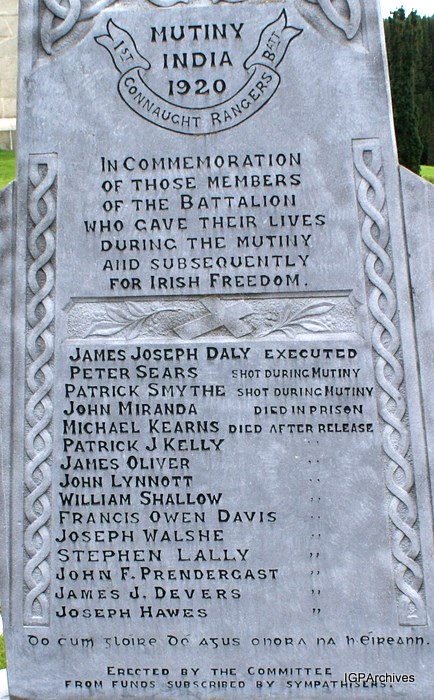 MUTINY
INDIA
1920
1ST CONNAUGHT RANGERS BATT
IN COMMEMORATION
OF THOSE MEMBERS
OF THE BATTALION
WHO GAVE THEIR LIVES
DURING THE MUTINY
AND SUBSEQUENTLY
FOR IRISH FREEDOM.
JAMES JOSEPH DALY EXECUTED
PETER SEARS SHOT DURING MUTINY
PATRICK SMYTHE SHOT DURING MUTINY
JOHN MIRANDA DIED IN PRISON
MICHAEL KEARNS DIED AFTER RELEASE
PATRICK J KELLY "
JAMES OLIVER "
JOHN LYNNOTT "
WILLIAM SHALLOW "
FRANCIS OWEN DAVIS "
JOSEPH WALSHE "
STEPHEN LALLY "
JOHN F. PRENDERGAST "
JAMES J. DEVERS "
JOSEPH HAWES "
Do cum glóire Dé agus onóra na hÉireann.
ERECTED BY THE COMMITTEE
FROM FUNDS SUBSCRIBED BY SYMPATHISERS.
IGPArchives